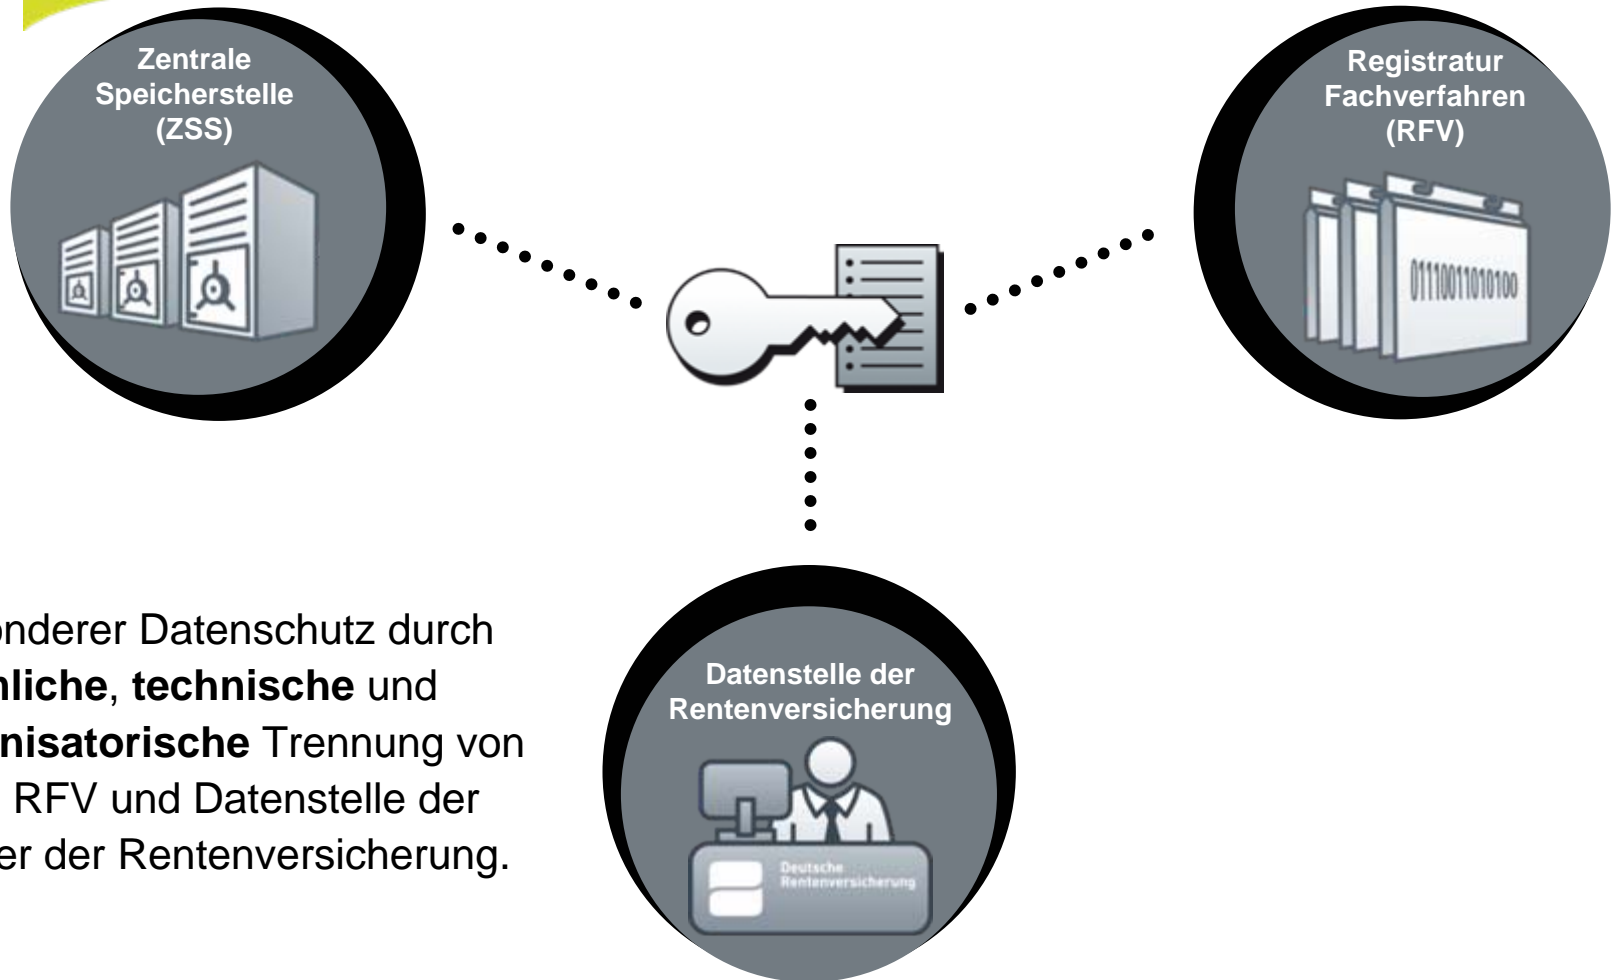 Zentrale
Speicherstelle
(ZSS)
Registratur
Fachverfahren
(RFV)
01110011010100
onderer Datenschutz durch
liche, technische und
nisatorische Trennung von
RFV und Datenstelle der
er der Rentenversicherung.
Datenstelle der
Rentenversicherung
Deutsche
Rentenversicherung